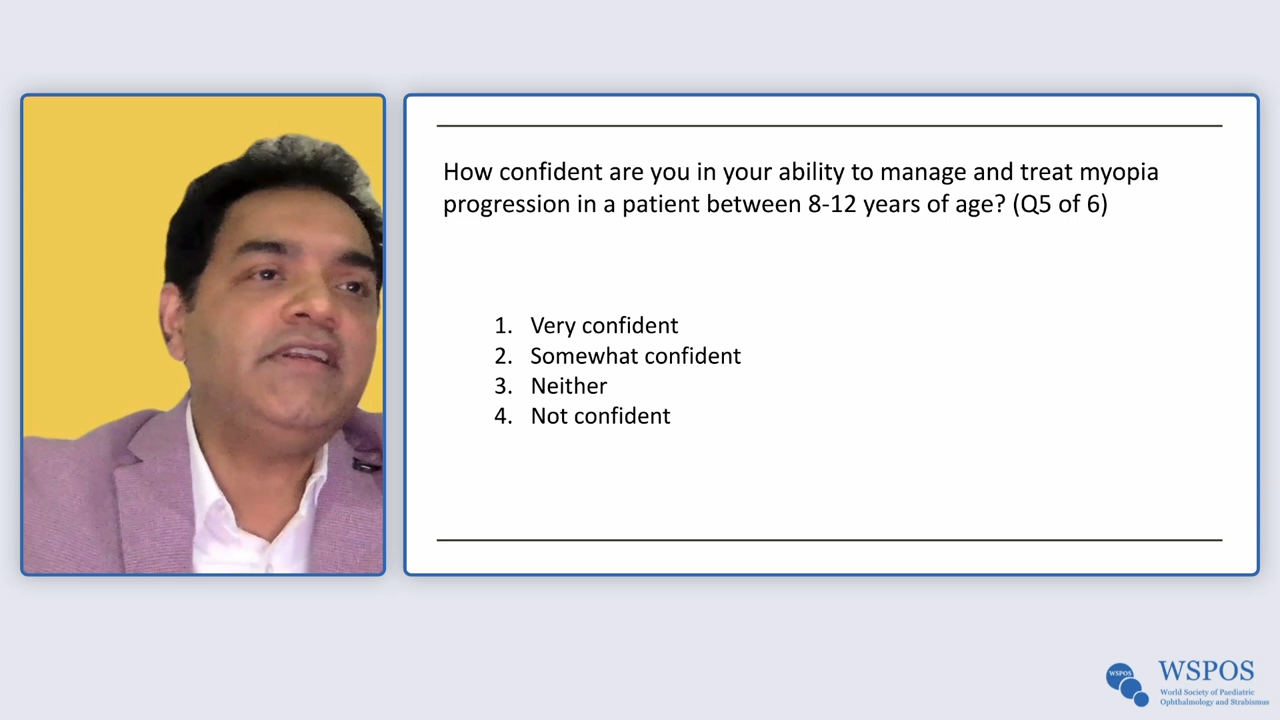 How confident are you in your ability to manage and treat myopia
progression in a patient between 8-12 years of age? (Q5 of 6)
1. Very confident
2. Somewhat confident
3. Neither
4. Not confident
WSPOS
WSPOS
World Society of Paediatric
Ophthalmology and Strabismus